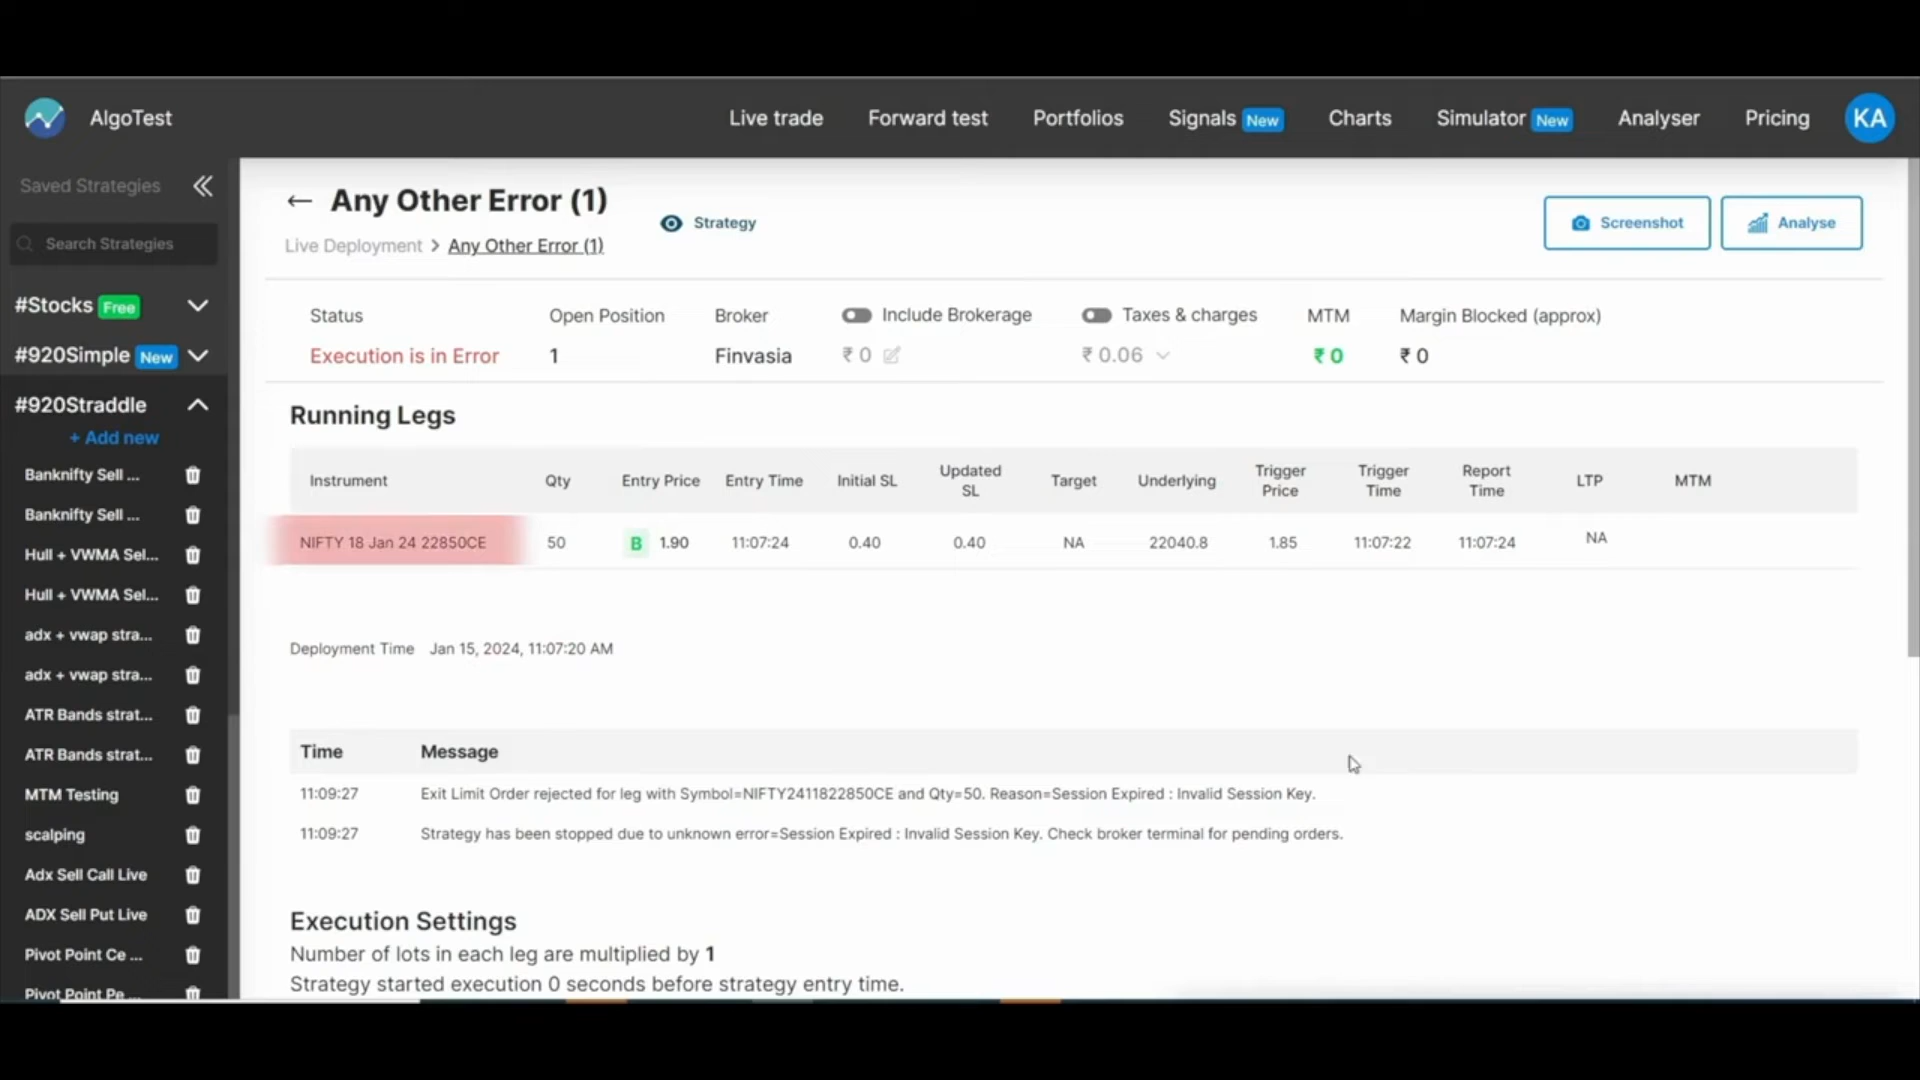 AlgoTest
Live trade
Forward test
Portfolios
Signals New
Charts
Simulator New
Analyser
Pricing
KA
Saved Strategies
Search Strategies
#Stocks Free
#920Simple New
#920Straddle
+ Add new
Banknifty Sell ...
Banknifty Sell ...
Hull + VWMA Sel...
Hull + VWMA Sel...
adx + vwap stra...
adx + vwap stra...
ATR Bands strat...
ATR Bands strat...
MTM Testing
scalping
Adx Sell Call Live
ADX Sell Put Live
Pivot Point Ce ...
Pivot Point Pe ...
← Any Other Error (1)
Strategy
Live Deployment > Any Other Error (1)
Screenshot
Analyse
Status
Open Position
Broker
Include Brokerage
Taxes & charges
MTM
Margin Blocked (approx)
Execution is in Error
1
Finvasia
₹ 0
₹ 0.06
₹ 0
₹ 0
Running Legs
Instrument
Qty
Entry Price
Entry Time
Initial SL
Updated
SL
Target
Underlying
Trigger
Price
Trigger
Time
Report
Time
LTP
MTM
NIFTY 18 Jan 24 22850CE
50
B 1.90
11:07:24
0.40
0.40
NA
22040.8
1.85
11:07:22
11:07:24
NA
Deployment Time Jan 15, 2024, 11:07:20 AM
Time
Message
11:09:27
Exit Limit Order rejected for leg with Symbol=NIFTY2411822850CE and Qty=50. Reason=Session Expired : Invalid Session Key.
11:09:27
Strategy has been stopped due to unknown error=Session Expired : Invalid Session Key. Check broker terminal for pending orders.
Execution Settings
Number of lots in each leg are multiplied by 1
Strategy started execution 0 seconds before strategy entry time.